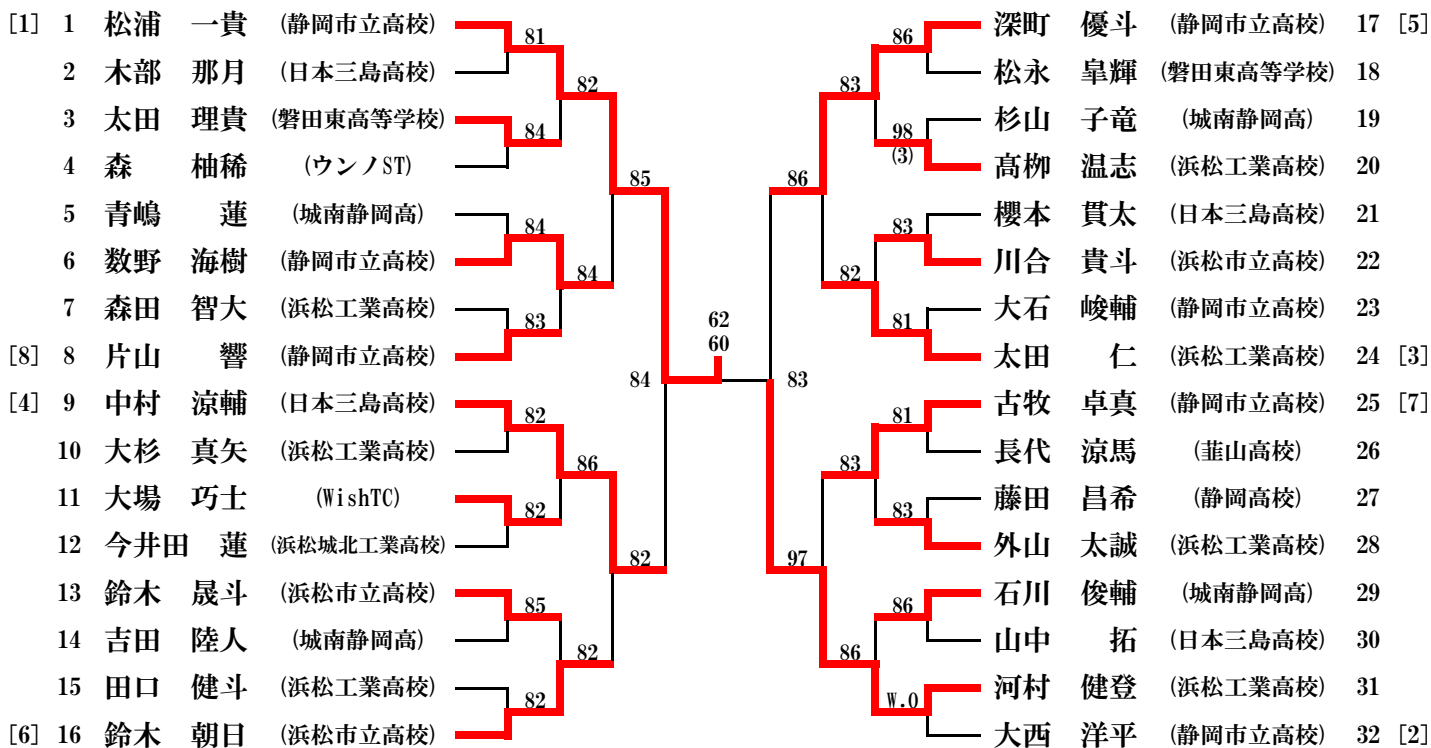 [1] 1 松浦 一貴 (静岡市立高校)
2 木部 那月 (日本三島高校)
3 太田 理貴 (磐田東高等学校)
4 森 柚稀 (ウンノST)
5 青嶋 蓮 (城南静岡高)
6 数野 海樹 (静岡市立高校)
7 森田 智大 (浜松工業高校)
[8] 8 片山 響 (静岡市立高校)
[4] 9 中村 涼輔 (日本三島高校)
10 大杉 真矢 (浜松工業高校)
11 大場 巧士 (WishTC)
12 今井田 蓮 (浜松城北工業高校)
13 鈴木 晟斗 (浜松市立高校)
14 吉田 陸人 (城南静岡高)
15 田口 健斗 (浜松工業高校)
[6] 16 鈴木 朝日 (浜松市立高校)
81
84
84
83
82
82
85
82
82
84
86
82
85
82
84
62
60
83
86
97
83
82
83
86
86
98
(3)
83
81
81
83
86
W.O
深町 優斗 (静岡市立高校) 17 [5]
松永 皐輝 (磐田東高等学校) 18
杉山 子竜 (城南静岡高) 19
髙栁 温志 (浜松工業高校) 20
櫻本 貫太 (日本三島高校) 21
川合 貴斗 (浜松市立高校) 22
大石 峻輔 (静岡市立高校) 23
太田 仁 (浜松工業高校) 24 [3]
古牧 卓真 (静岡市立高校) 25 [7]
長代 涼馬 (韮山高校) 26
藤田 昌希 (静岡高校) 27
外山 太誠 (浜松工業高校) 28
石川 俊輔 (城南静岡高) 29
山中 拓 (日本三島高校) 30
河村 健登 (浜松工業高校) 31
大西 洋平 (静岡市立高校) 32 [2]